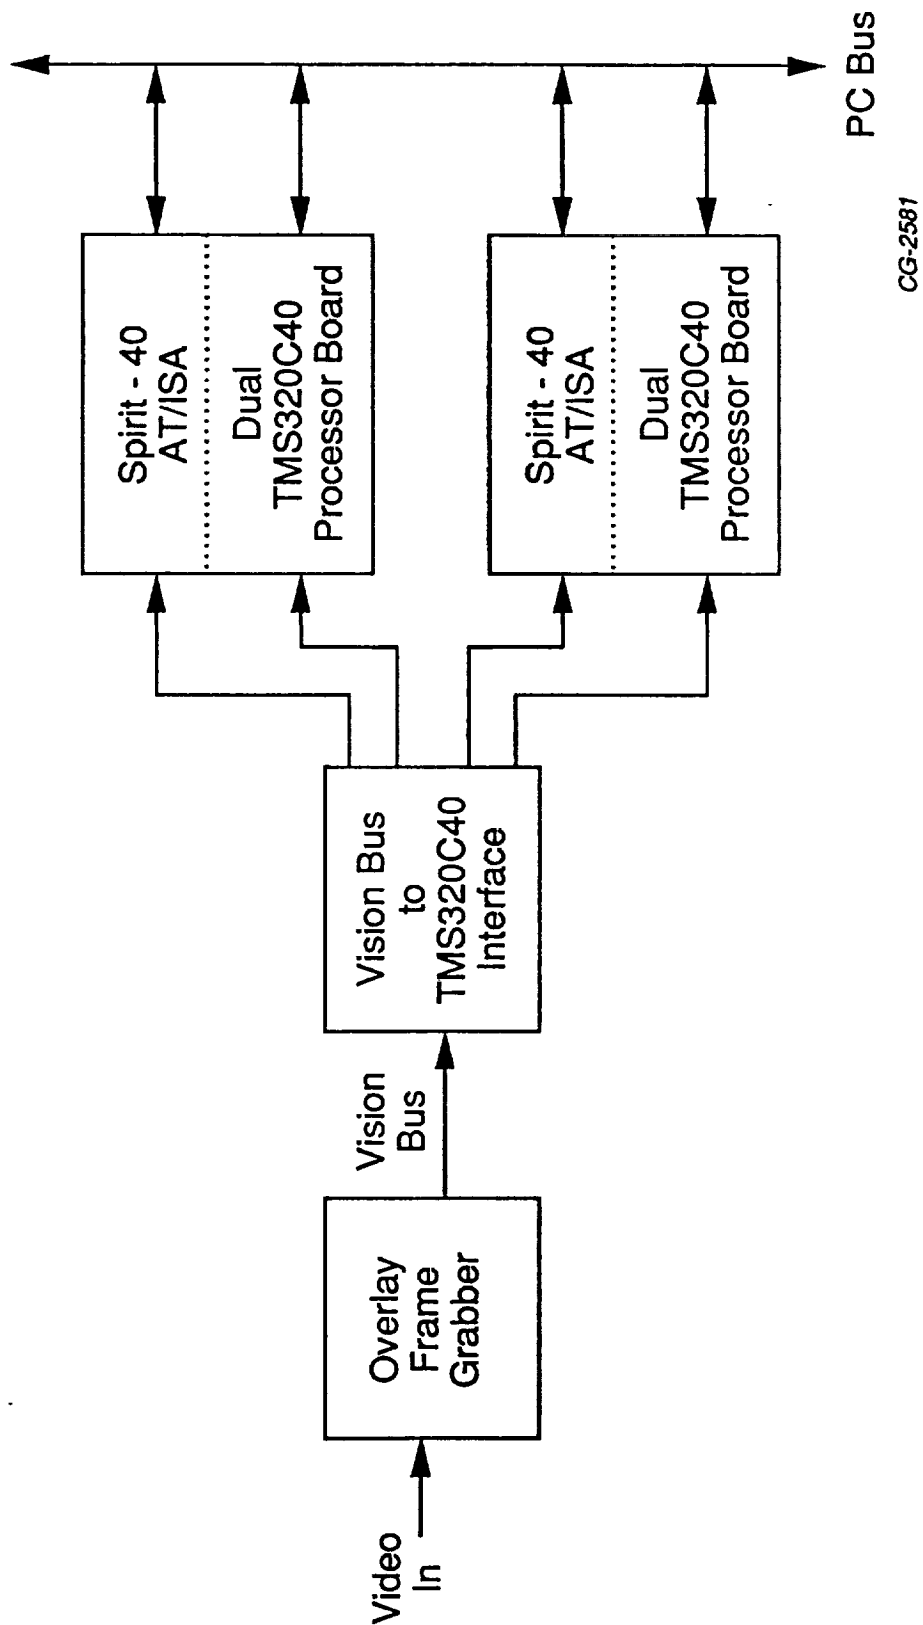 Video
In
Overlay
Frame
Grabber
Vision
Bus
Vision Bus
to
TMS320C40
Interface
Spirit - 40
AT/ISA
Dual
TMS320C40
Processor Board
Spirit - 40
AT/ISA
Dual
TMS320C40
Processor Board
PC Bus
CG-2581